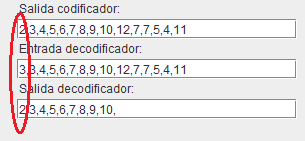 Salida codificador:
2,3,4,5,6,7,8,9,10,12,7,7,5,4,11
Entrada decodificador:
3,3,4,5,6,7,8,9,10,12,7,7,5,4,11
Salida decodificador:
2,3,4,5,6,7,8,9,10,